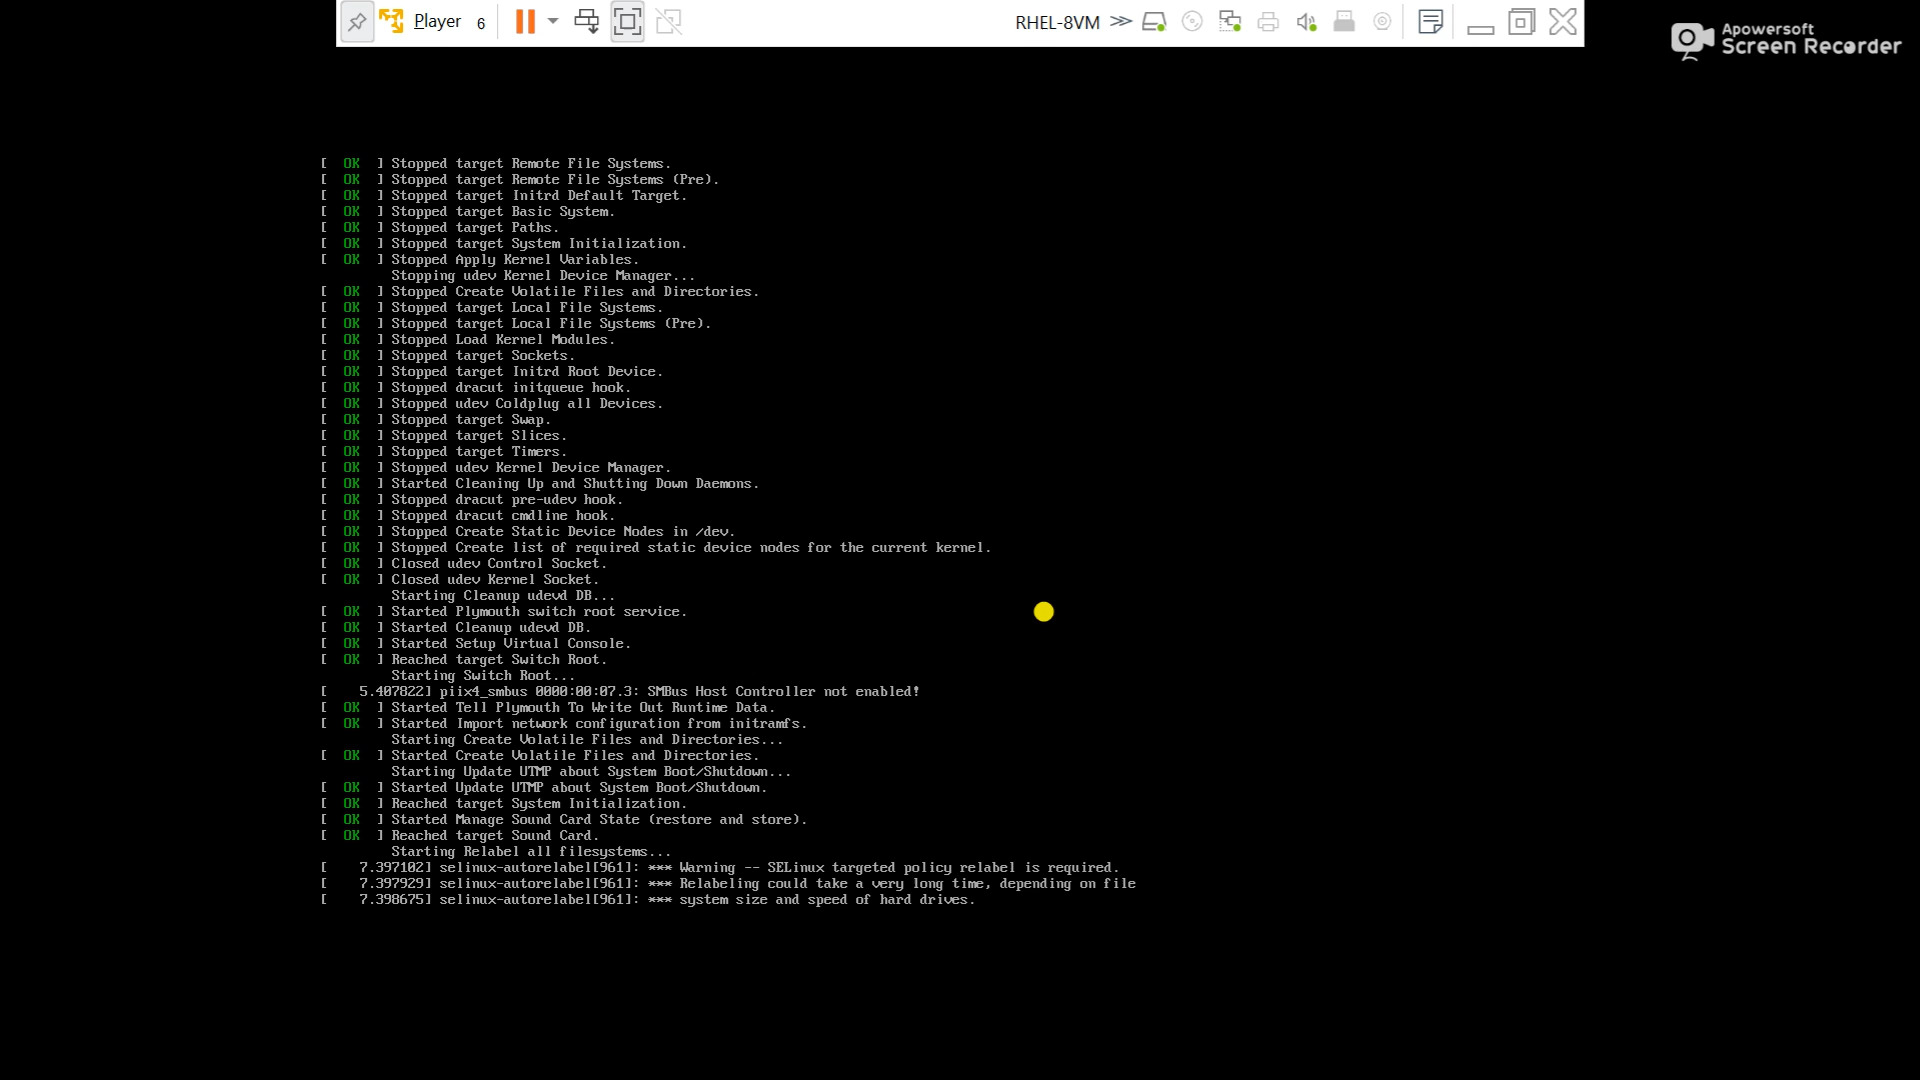 Player 6
RHEL-8VM
Apowersoft
Screen Recorder
[  OK  ] Stopped target Remote File Systems.
[  OK  ] Stopped target Remote File Systems (Pre).
[  OK  ] Stopped target Initrd Default Target.
[  OK  ] Stopped target Basic System.
[  OK  ] Stopped target Paths.
[  OK  ] Stopped target System Initialization.
[  OK  ] Stopped Apply Kernel Variables.
Stopping udev Kernel Device Manager...
[  OK  ] Stopped Create Volatile Files and Directories.
[  OK  ] Stopped target Local File Systems.
[  OK  ] Stopped target Local File Systems (Pre).
[  OK  ] Stopped Load Kernel Modules.
[  OK  ] Stopped target Sockets.
[  OK  ] Stopped target Initrd Root Device.
[  OK  ] Stopped dracut initqueue hook.
[  OK  ] Stopped udev Coldplug all Devices.
[  OK  ] Stopped target Swap.
[  OK  ] Stopped target Slices.
[  OK  ] Stopped target Timers.
[  OK  ] Stopped udev Kernel Device Manager.
[  OK  ] Started Cleaning Up and Shutting Down Daemons.
[  OK  ] Stopped dracut pre-udev hook.
[  OK  ] Stopped dracut cmdline hook.
[  OK  ] Stopped Create Static Device Nodes in /dev.
[  OK  ] Stopped Create list of required static device nodes for the current kernel.
[  OK  ] Closed udev Control Socket.
[  OK  ] Closed udev Kernel Socket.
Starting Cleanup udevd DB...
[  OK  ] Started Plymouth switch root service.
[  OK  ] Started Cleanup udevd DB.
[  OK  ] Started Setup Virtual Console.
[  OK  ] Reached target Switch Root.
Starting Switch Root...
[    5.407822] piix4_smbus 0000:00:07.3: SMBus Host Controller not enabled!
[  OK  ] Started Tell Plymouth To Write Out Runtime Data.
[  OK  ] Started Import network configuration from initramfs.
Starting Create Volatile Files and Directories...
[  OK  ] Started Create Volatile Files and Directories.
Starting Update UTMP about System Boot/Shutdown...
[  OK  ] Started Update UTMP about System Boot/Shutdown.
[  OK  ] Reached target System Initialization.
[  OK  ] Started Manage Sound Card State (restore and store).
[  OK  ] Reached target Sound Card.
Starting Relabel all filesystems...
[    7.397102] selinux-autorelabel[961]: *** Warning -- SELinux targeted policy relabel is required.
[    7.397929] selinux-autorelabel[961]: *** Relabeling could take a very long time, depending on file
[    7.398675] selinux-autorelabel[961]: *** system size and speed of hard drives.